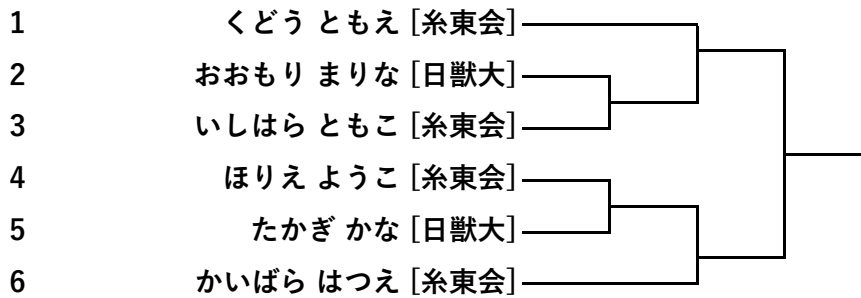 1 くどう ともえ [糸東会]
2 おおもり まりな [日獣大]
3 いしはら ともこ [糸東会]
4 ほりえ ようこ [糸東会]
5 たかぎ かな [日獣大]
6 かいばら はつえ [糸東会]